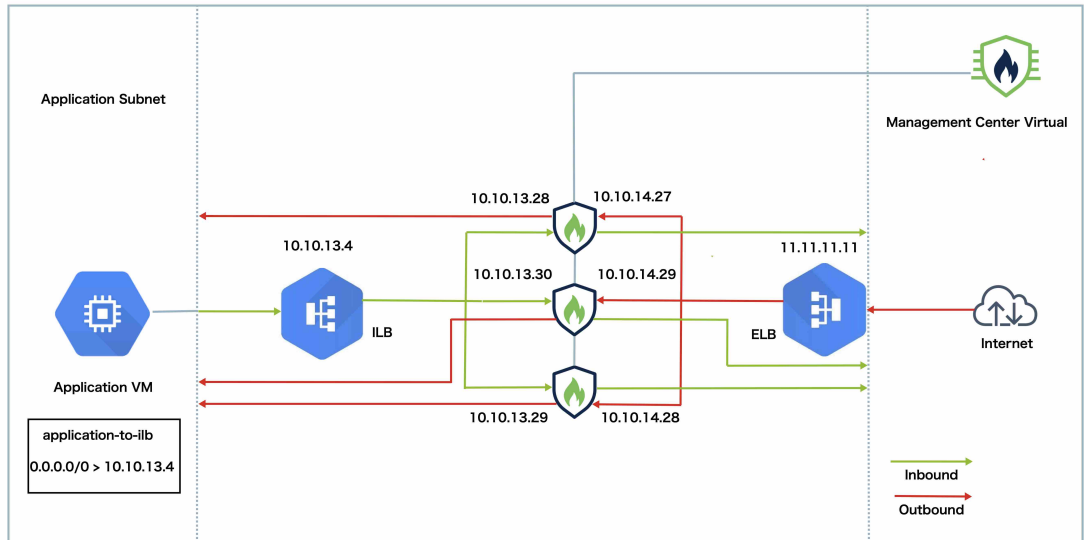 Application Subnet
Management Center Virtual
10.10.13.28
10.10.14.27
10.10.13.4
11.11.11.11
10.10.13.30
10.10.14.29
ILB
ELB
Internet
Application VM
10.10.13.29
10.10.14.28
application-to-ilb
0.0.0.0/0 > 10.10.13.4
Inbound
Outbound